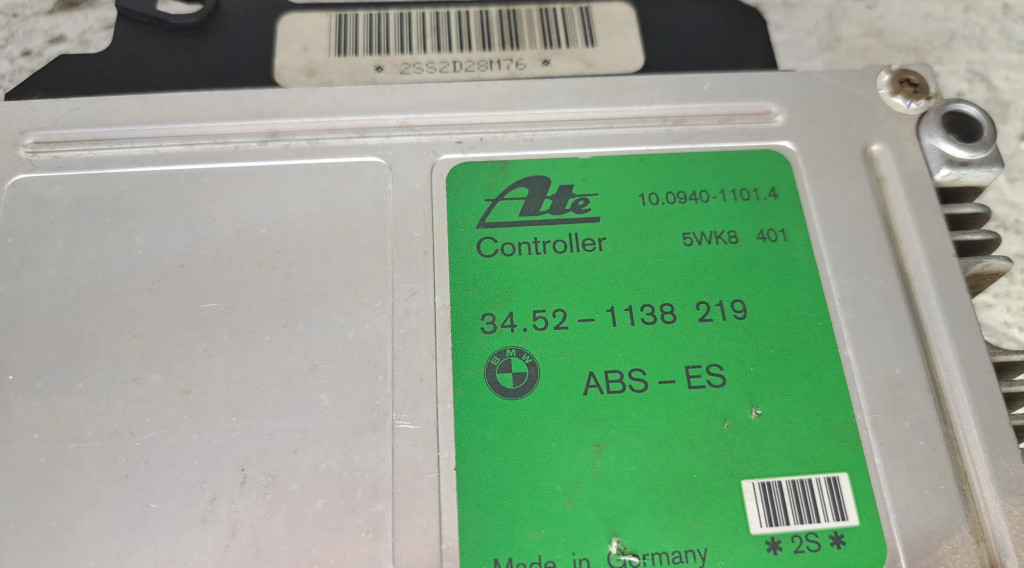 * 2SS2D28M76 *
Ate 10.0940-1101.4
Controller 5WK8 401
34.52-1138 219
BMW
ABS-ES
*2S*
Made in Germany